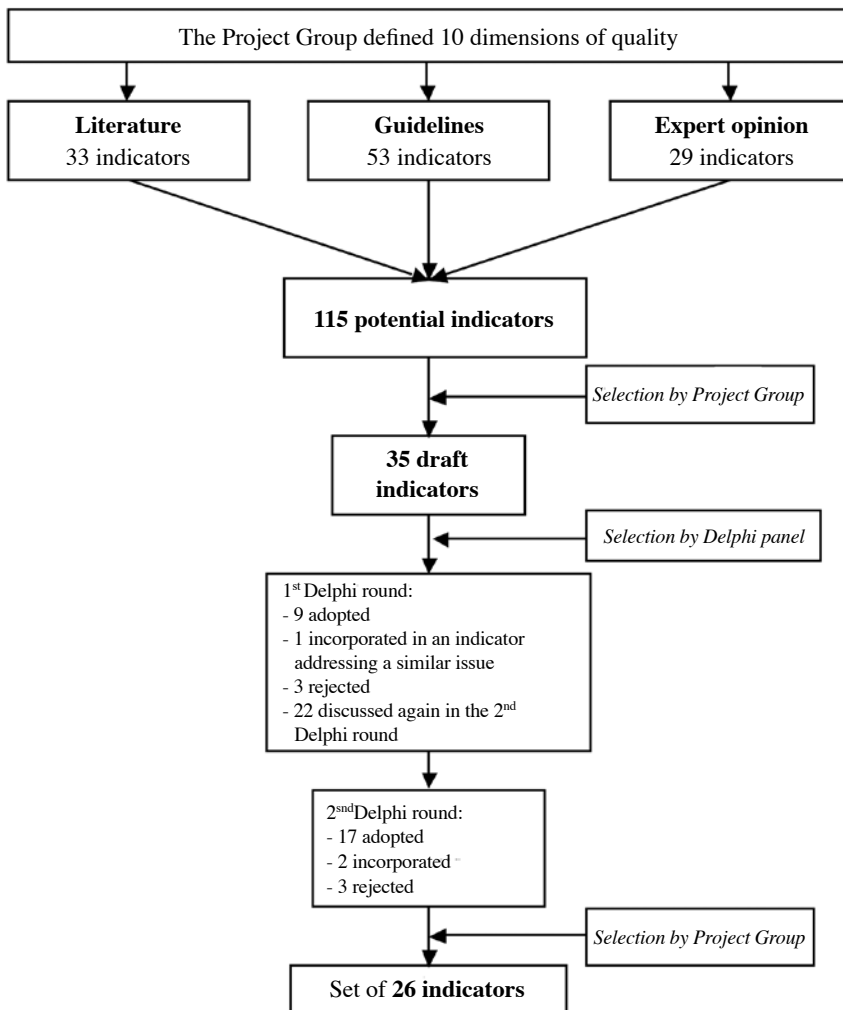 The Project Group defined 10 dimensions of quality
Literature
33 indicators
Guidelines
53 indicators
Expert opinion
29 indicators
115 potential indicators
Selection by Project Group
35 draft
indicators
Selection by Delphi panel
1st Delphi round:
- 9 adopted
- 1 incorporated in an indicator
addressing a similar issue
- 3 rejected
- 22 discussed again in the 2nd
Delphi round
2sndDelphi round:
- 17 adopted
- 2 incorporated
- 3 rejected
Selection by Project Group
Set of 26 indicators